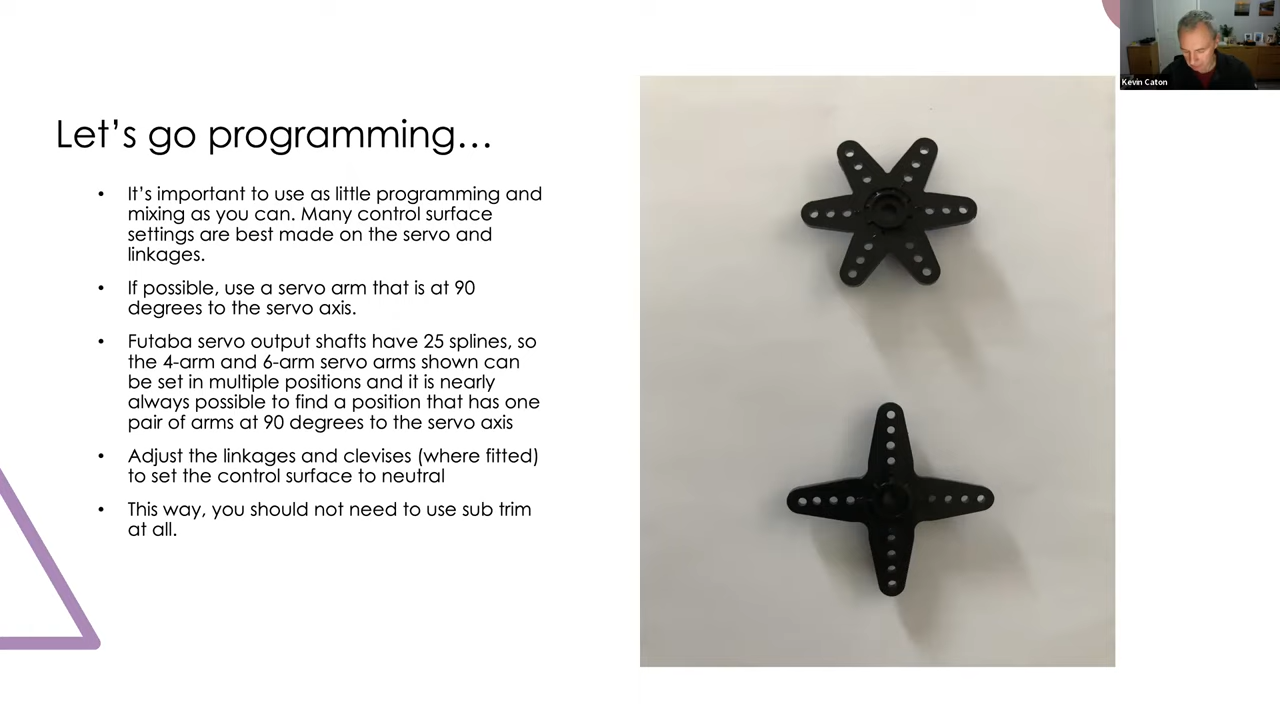 Let’s go programming…
• It’s important to use as little programming and
mixing as you can. Many control surface
settings are best made on the servo and
linkages.
• If possible, use a servo arm that is at 90
degrees to the servo axis.
• Futaba servo output shafts have 25 splines, so
the 4-arm and 6-arm servo arms shown can
be set in multiple positions and it is nearly
always possible to find a position that has one
pair of arms at 90 degrees to the servo axis
• Adjust the linkages and clevises (where fitted)
to set the control surface to neutral
• This way, you should not need to use sub trim
at all.
Kevin Caton